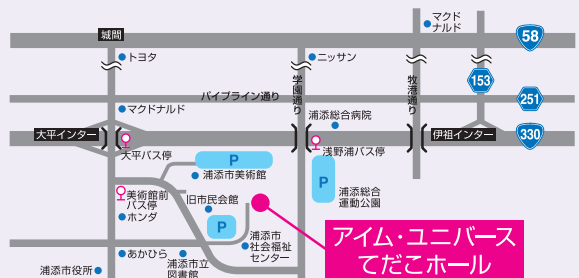 マクド
ナルド
城間
58
トヨタ
ニッサン
学園通り
牧港通り
153
パイプライン通り
251
マクドナルド
浦添総合病院
大平インター
伊祖インター
330
大平バス停
浅野浦バス停
P
浦添市美術館
P
美術館前
バス停
旧市民会館
浦添総合
運動公園
ホンダ
P
アイム・ユニバース
てだこホール
浦添市
社会福祉
センター
あかひら
浦添市立
図書館
浦添市役所